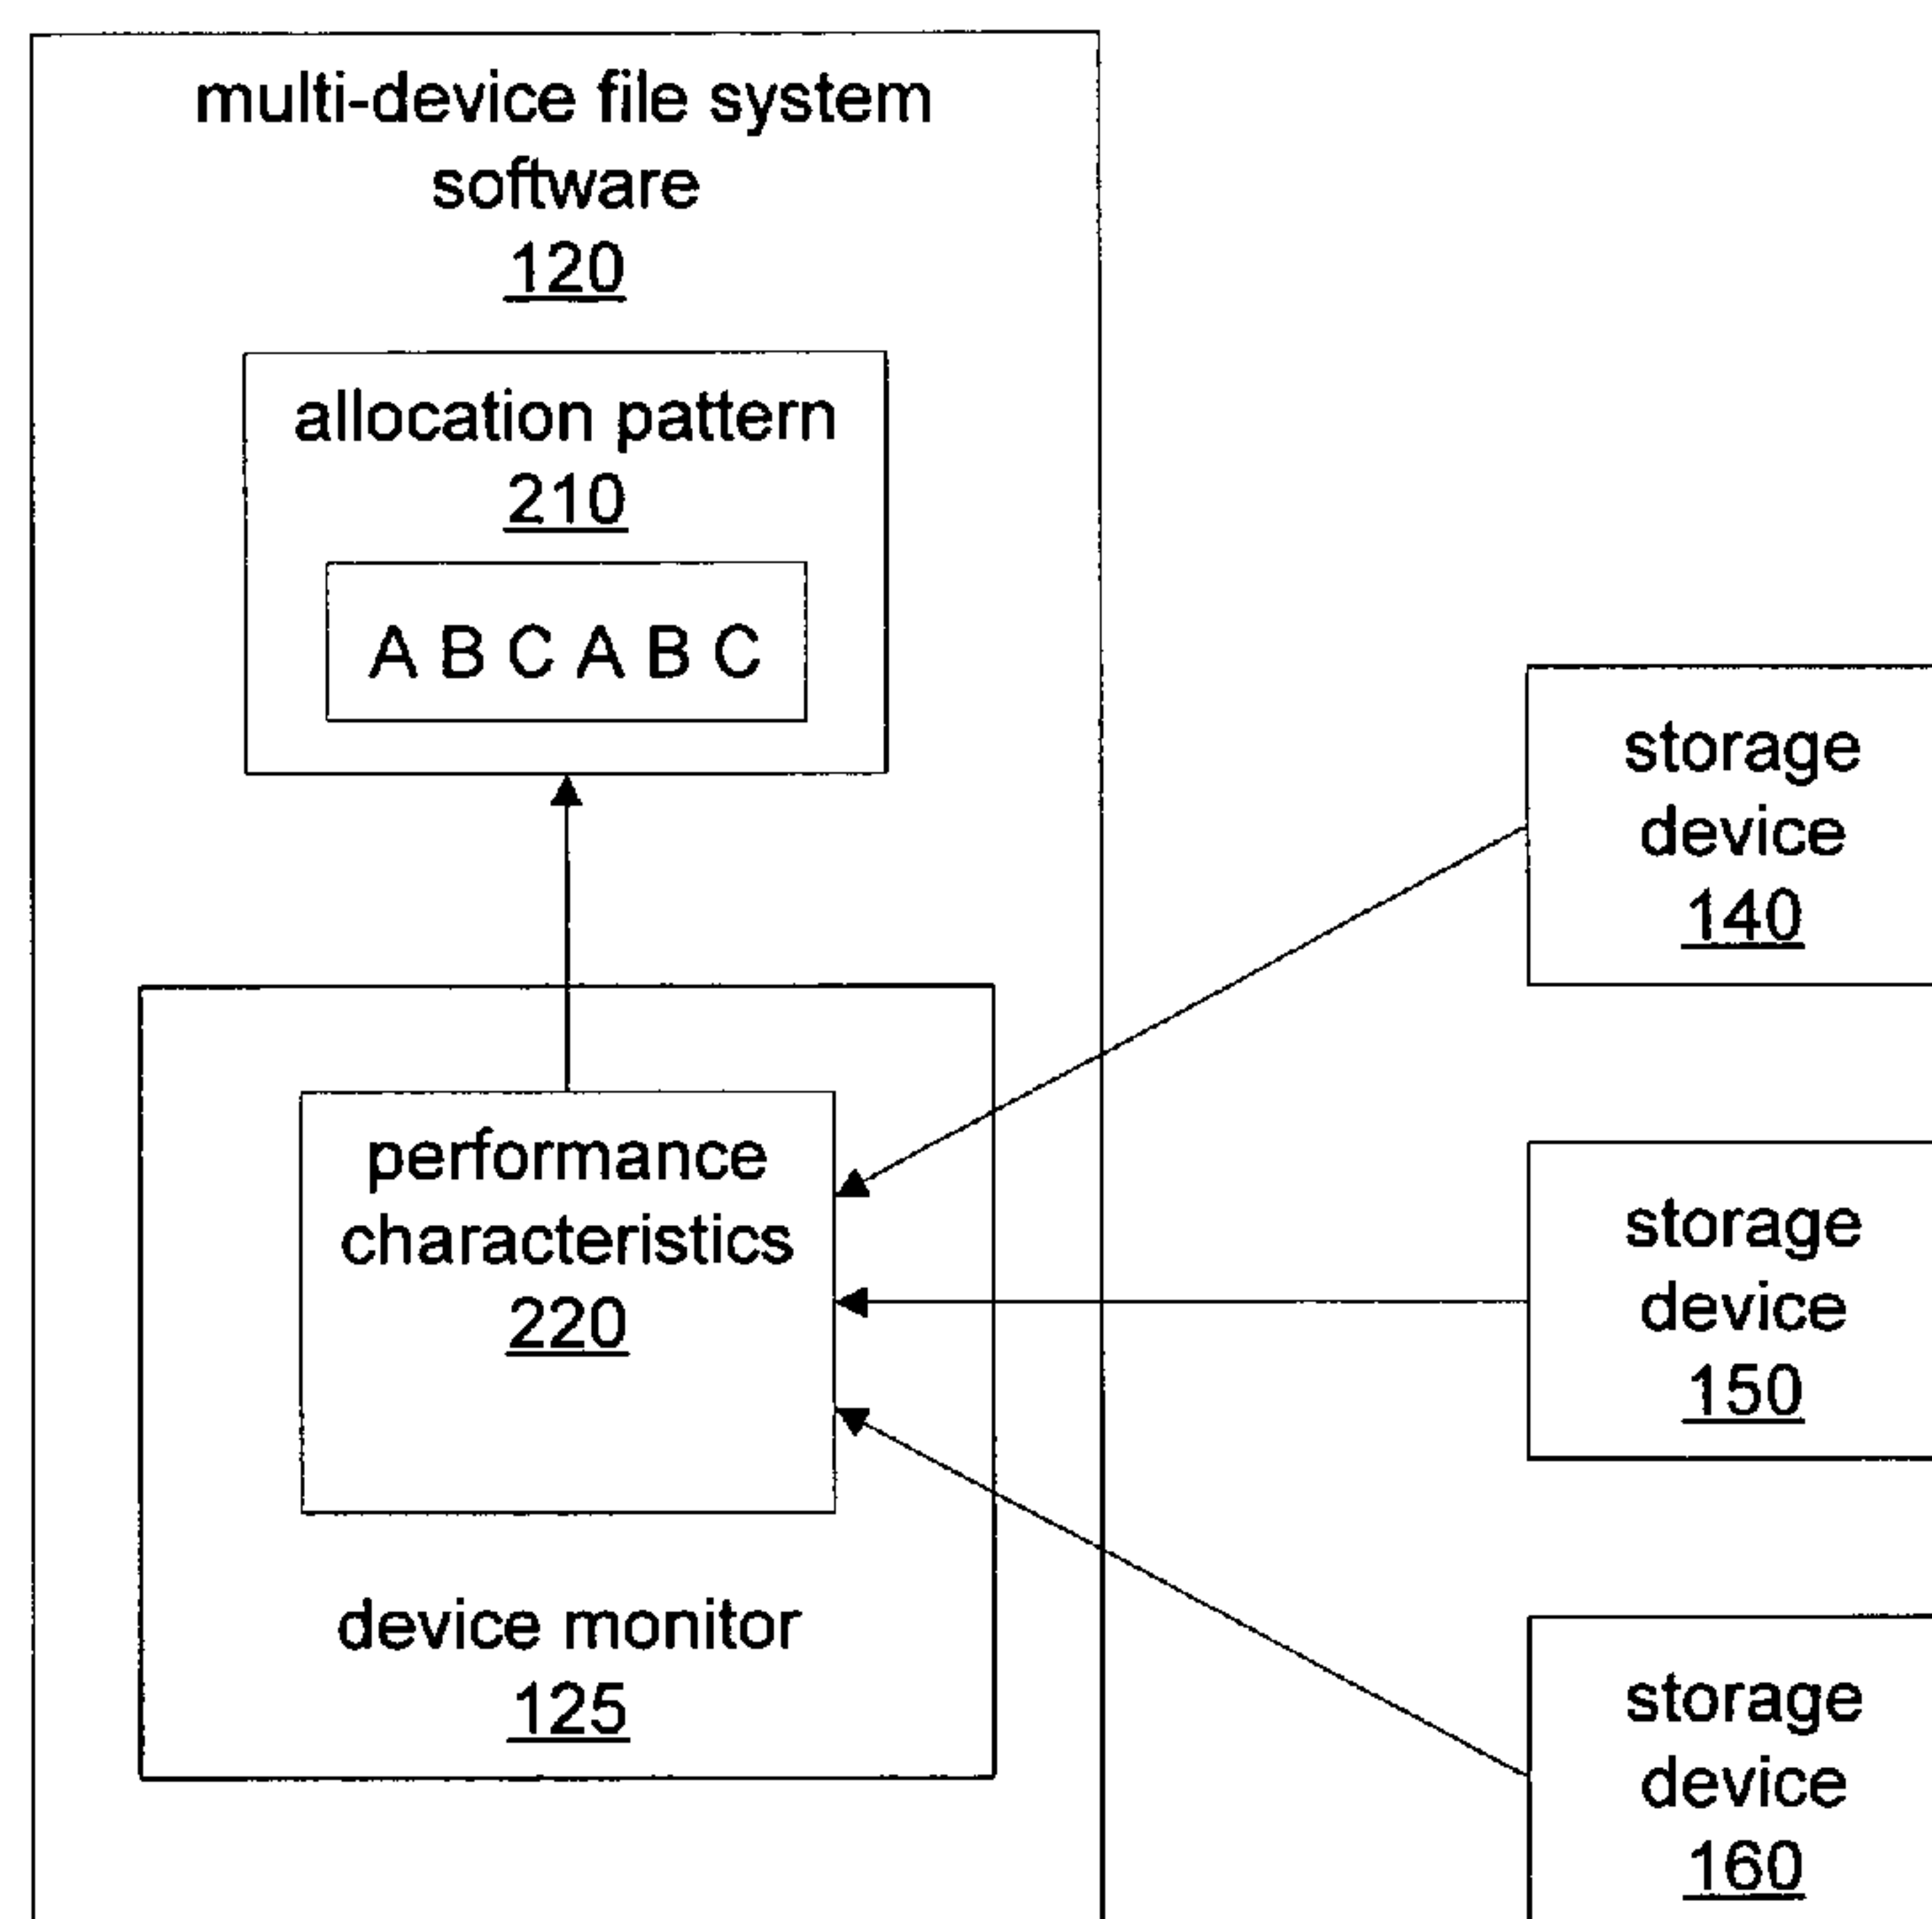 multi-device file system
software
120
allocation pattern
210
A B C A B C
performance
characteristics
220
device monitor
125
storage
device
140
storage
device
150
storage
device
160